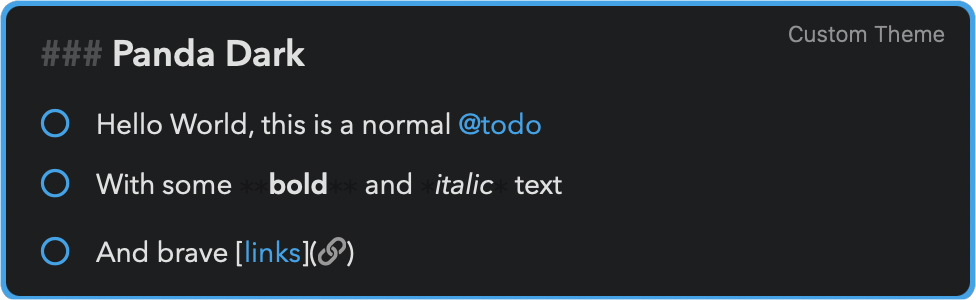 Custom Theme
### Panda Dark
Hello World, this is a normal @todo
With some **bold** and *italic* text
And brave [links](🔗)